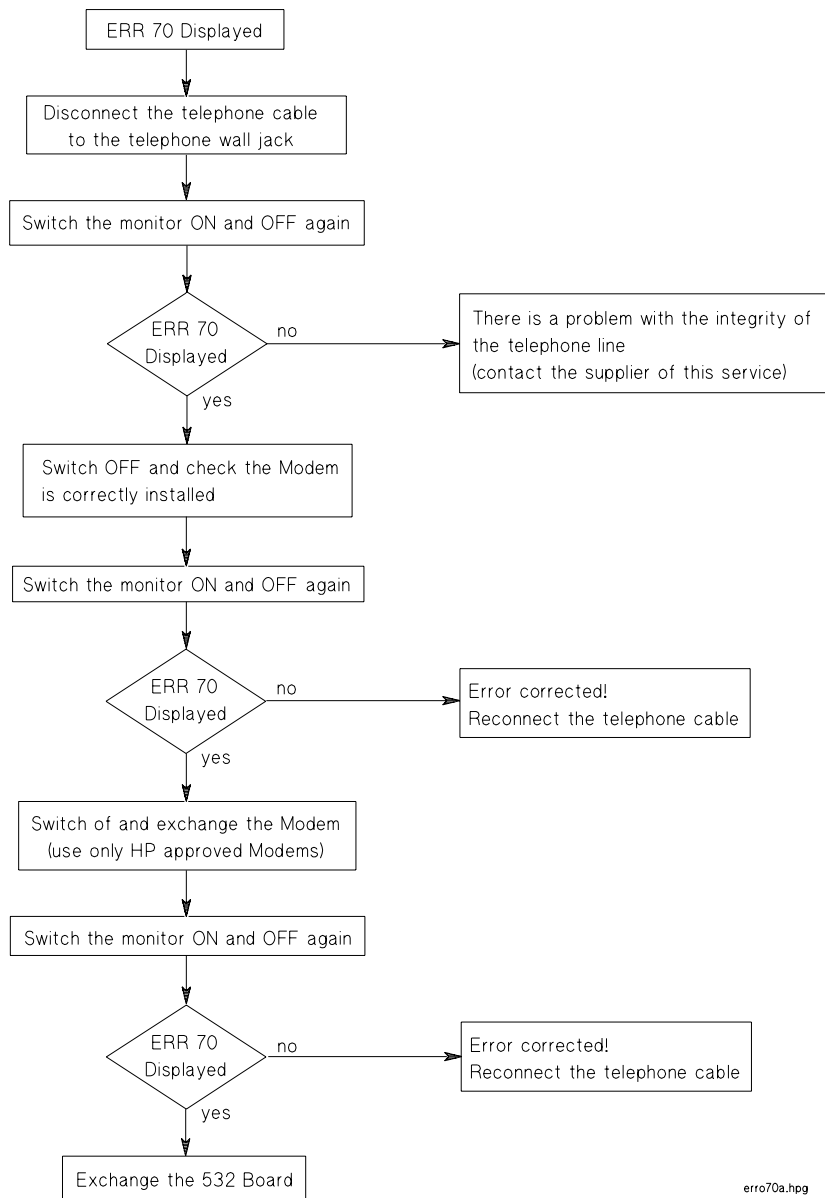 ERR 70 Displayed
Disconnect the telephone cable
to the telephone wall jack
Switch the monitor ON and OFF again
ERR 70
Displayed
no
There is a problem with the integrity of
the telephone line
(contact the supplier of this service)
yes
Switch OFF and check the Modem
is correctly installed
Switch the monitor ON and OFF again
ERR 70
Displayed
no
Error corrected!
Reconnect the telephone cable
yes
Switch of and exchange the Modem
(use only HP approved Modems)
Switch the monitor ON and OFF again
ERR 70
Displayed
no
Error corrected!
Reconnect the telephone cable
yes
Exchange the 532 Board
erro70a.hpg